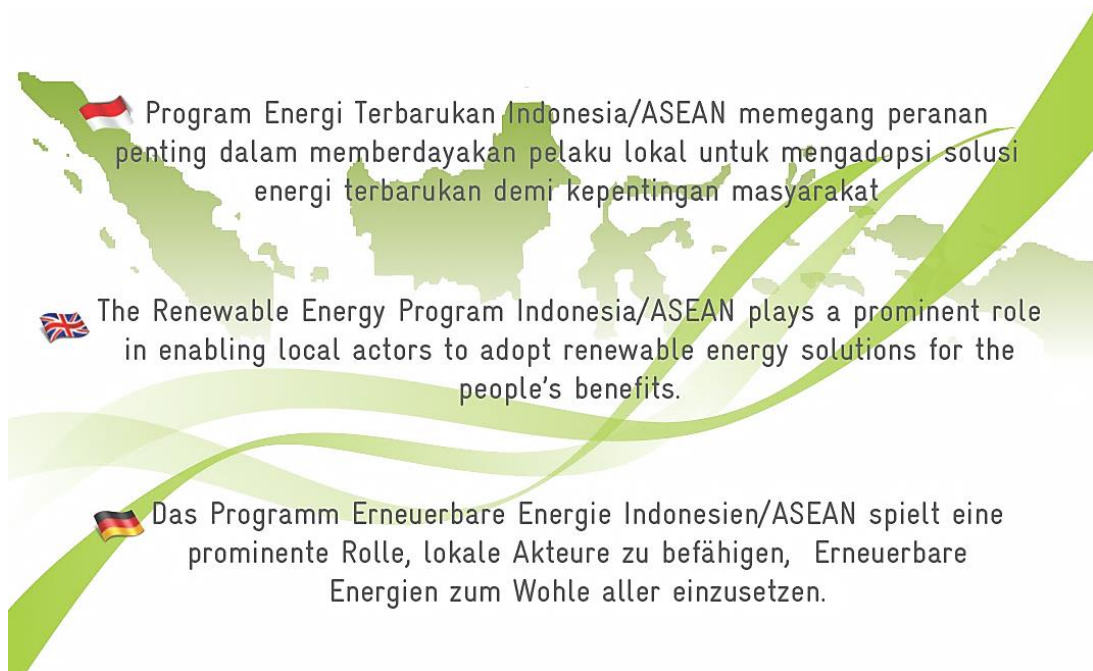 Program Energi Terbarukan Indonesia/ASEAN memegang peranan
penting dalam memberdayakan pelaku lokal untuk mengadopsi solusi
energi terbarukan demi kepentingan masyarakat
The Renewable Energy Program Indonesia/ASEAN plays a prominent role
in enabling local actors to adopt renewable energy solutions for the
people's benefits.
Das Programm Erneuerbare Energie Indonesien/ASEAN spielt eine
prominente Rolle, lokale Akteure zu befähigen, Erneuerbare
Energien zum Wohle aller einzusetzen.